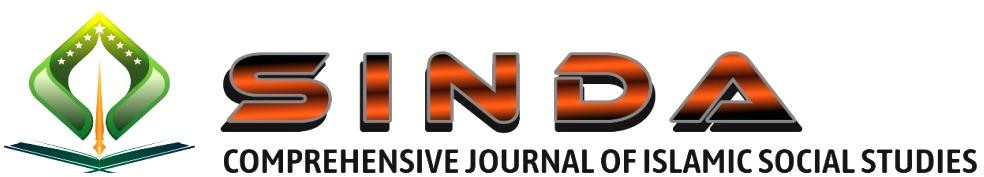 SINDA
COMPREHENSIVE JOURNAL OF ISLAMIC SOCIAL STUDIES